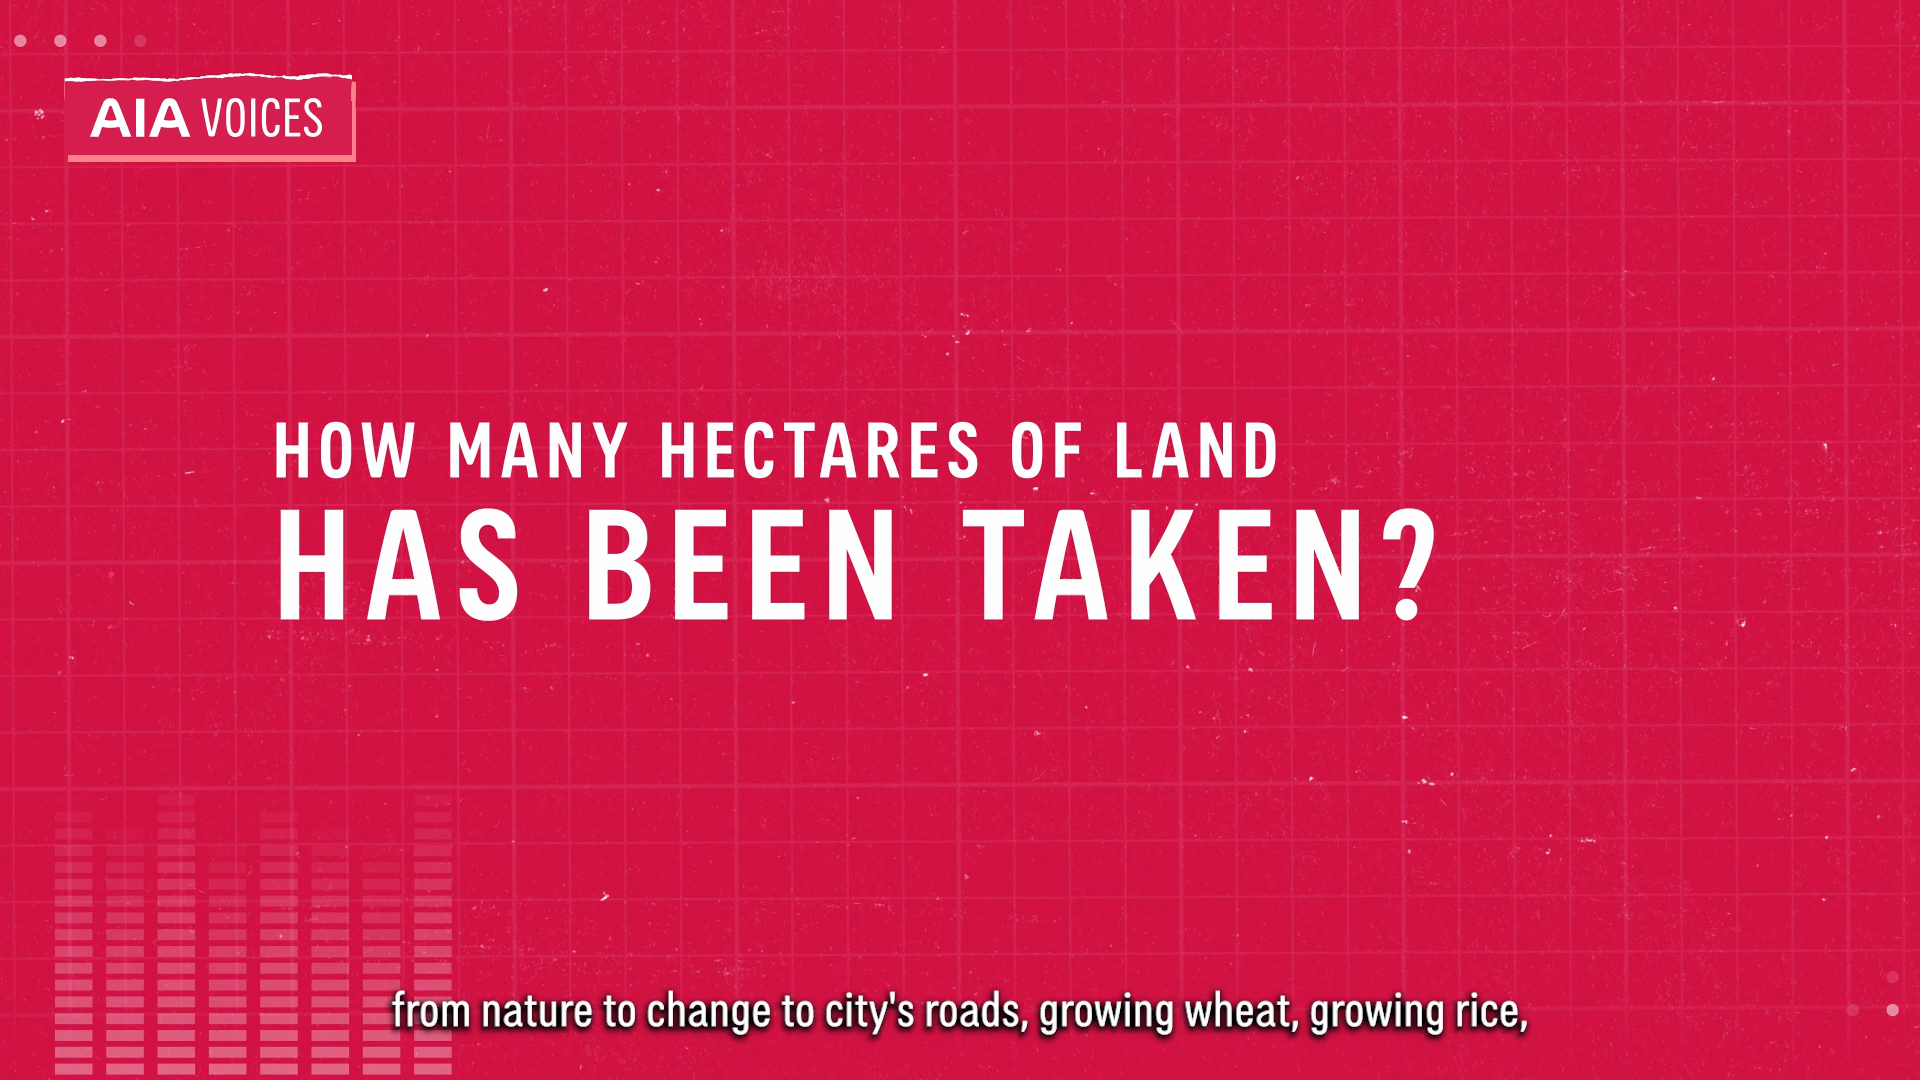 AIA VOICES
HOW MANY HECTARES OF LAND
HAS BEEN TAKEN?
from nature to change to city's roads, growing wheat, growing rice,